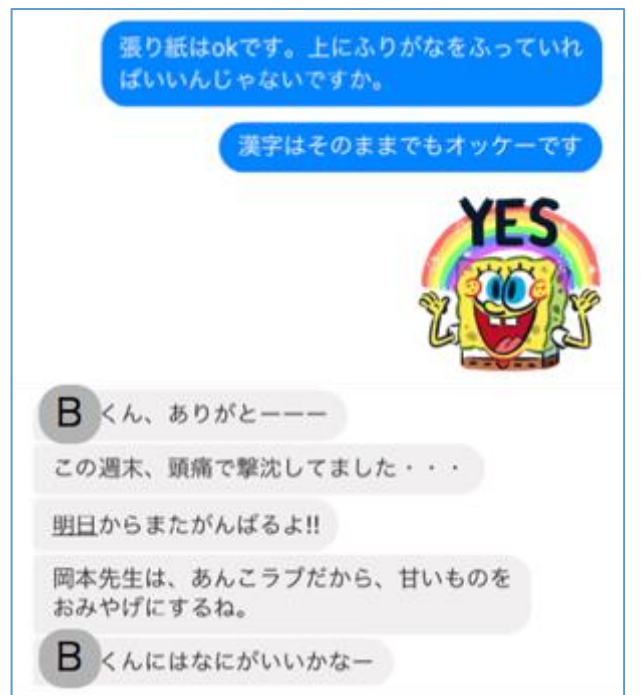 張り紙はokです。上にふりがなをふっていれ
ばいいんじゃないですか。
漢字はそのままでもオッケーです
YES
Bくん、ありがとーーー
この週末、頭痛で撃沈してました・・・
明日からまたがんばるよ!!
岡本先生は、あんこラブだから、甘いものを
おみやげにするね。
Bくんにはなにがいいかなー